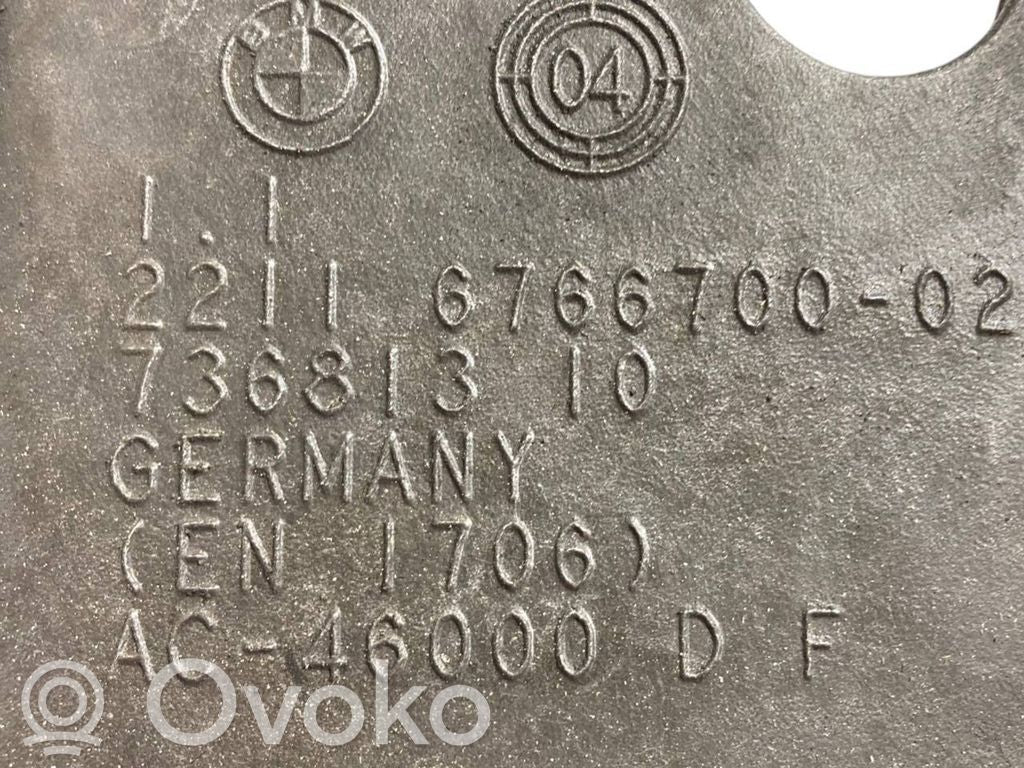 BMW
04
1.1
2211 6766700-02
736813 10
GERMANY
(EN 1706)
AC-46000 D F
Ovoko